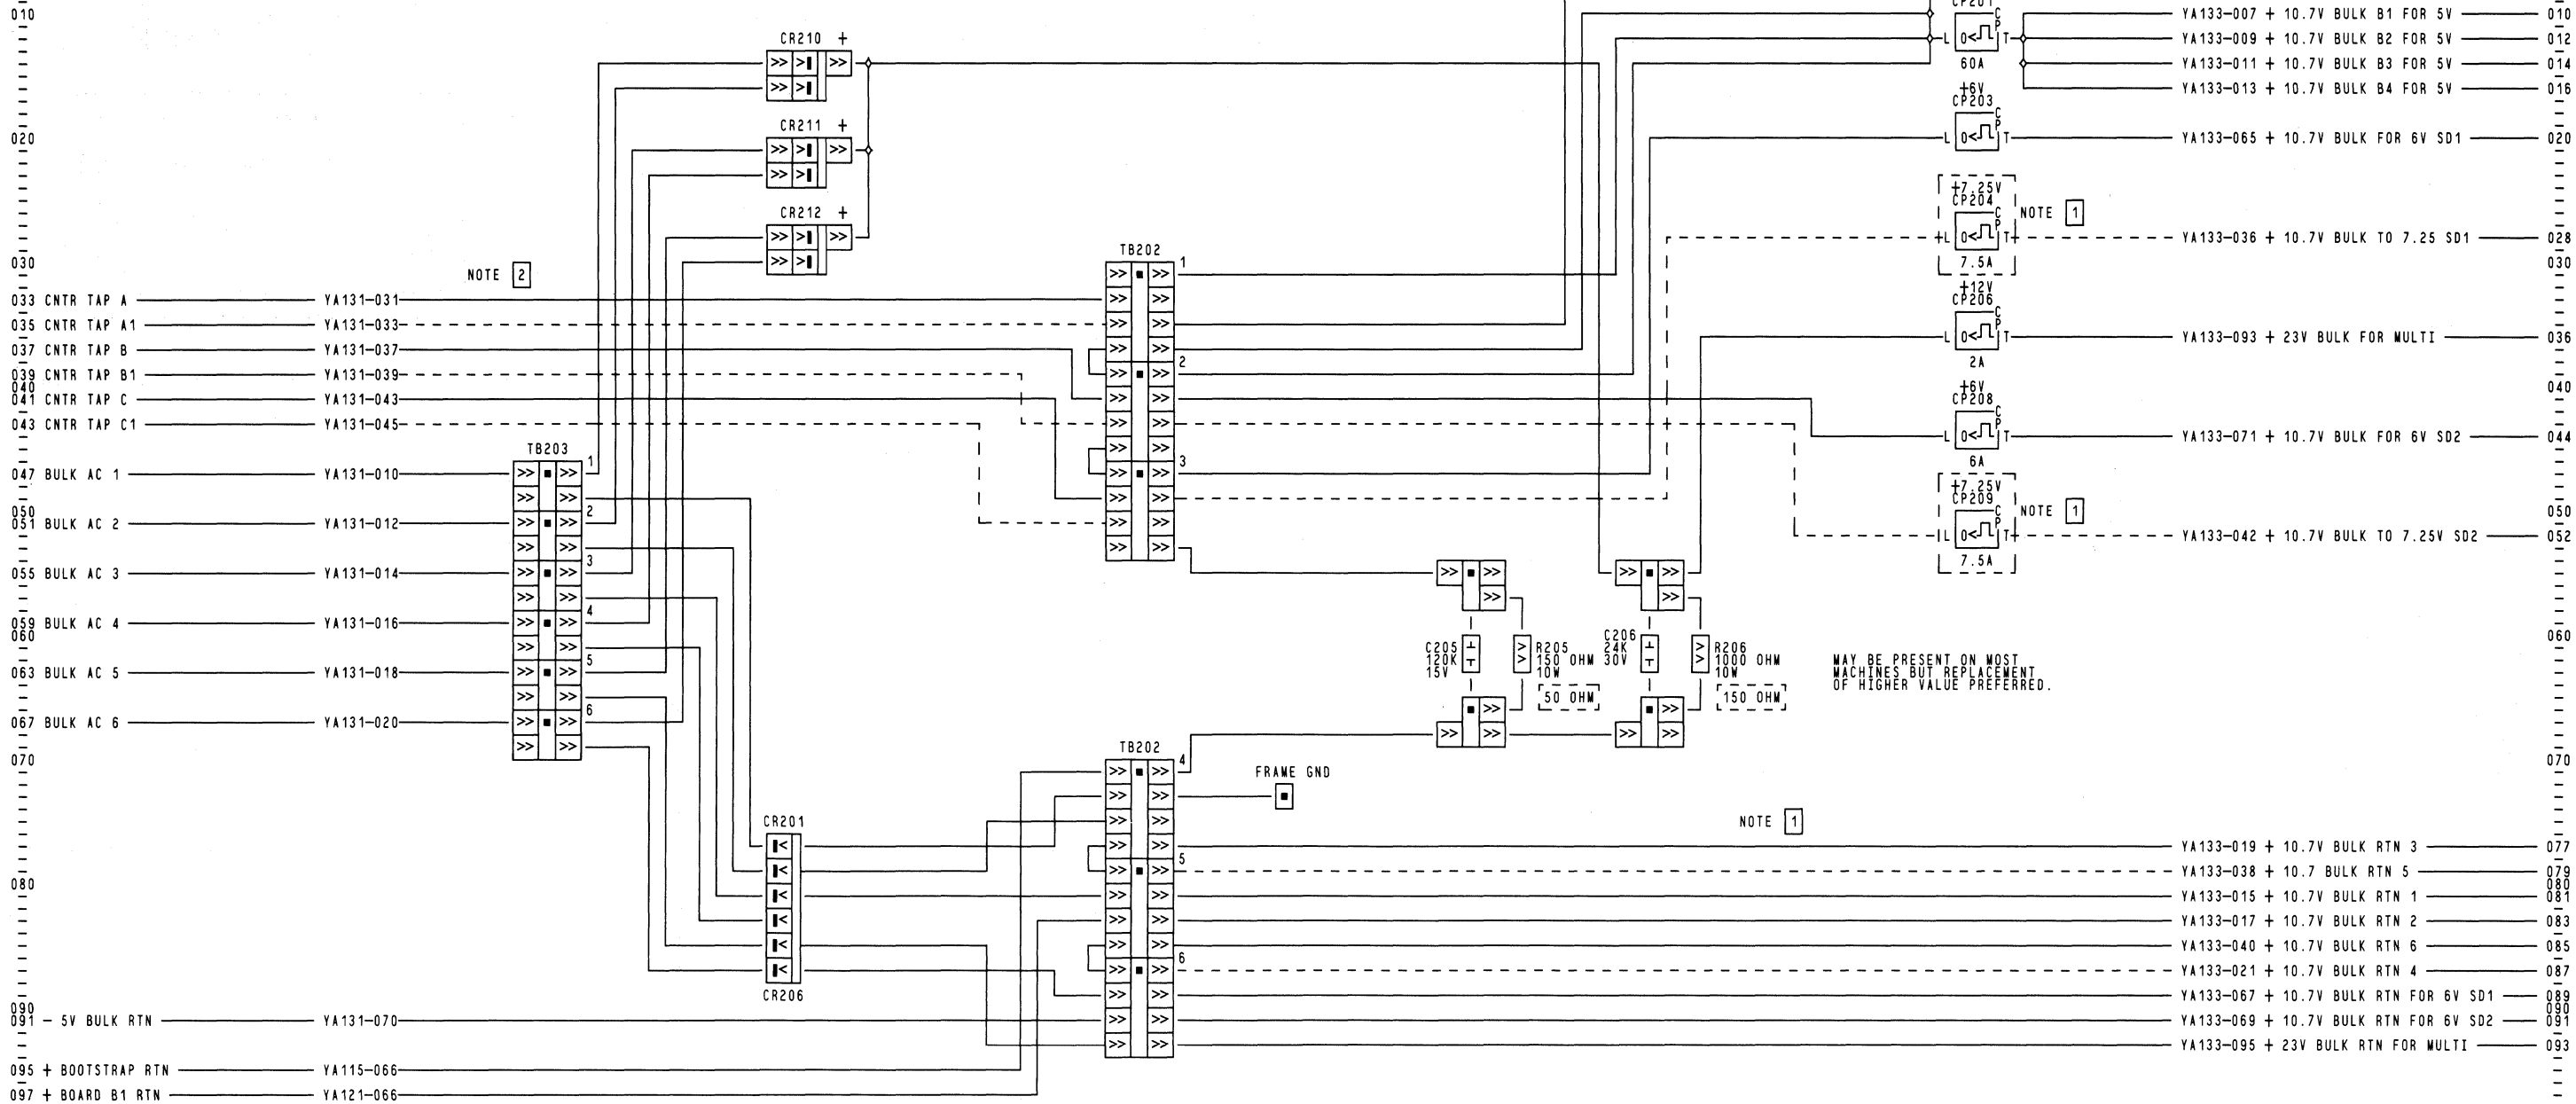 010
CP201
C
P
L
T
60A
YA133-007 + 10.7V BULK B1 FOR 5V 010
YA133-009 + 10.7V BULK B2 FOR 5V 012
YA133-011 + 10.7V BULK B3 FOR 5V 014
YA133-013 + 10.7V BULK B4 FOR 5V 016
CR210 +
+6V
CP203
C
P
L
T
020
CR211 +
YA133-065 + 10.7V BULK FOR 6V SD1 020
CR212 +
+7.25V
CP204
C
P
L
T
7.5A
NOTE 1
YA133-036 + 10.7V BULK TO 7.25 SD1 028
030
030
NOTE 2
TB202
1
2
3
033 CNTR TAP A YA131-031
035 CNTR TAP A1 YA131-033
037 CNTR TAP B YA131-037
039 CNTR TAP B1 YA131-039
040
041 CNTR TAP C YA131-043
043 CNTR TAP C1 YA131-045
+12V
CP206
C
P
L
T
2A
YA133-093 + 23V BULK FOR MULTI 036
040
+6V
CP208
C
P
L
T
6A
YA133-071 + 10.7V BULK FOR 6V SD2 044
TB203
1
2
3
4
5
6
047 BULK AC 1 YA131-010
050
051 BULK AC 2 YA131-012
055 BULK AC 3 YA131-014
059 BULK AC 4 YA131-016
060
063 BULK AC 5 YA131-018
067 BULK AC 6 YA131-020
+7.25V
CP209
C
P
L
T
7.5A
NOTE 1
050
YA133-042 + 10.7V BULK TO 7.25V SD2 052
C205
120K
15V
R205
150 OHM
10W
50 OHM
C206
24K
30V
R206
1000 OHM
10W
150 OHM
MAY BE PRESENT ON MOST
MACHINES BUT REPLACEMENT
OF HIGHER VALUE PREFERRED.
060
070
TB202
4
5
6
FRAME GND
070
CR201
CR206
NOTE 1
080
YA133-019 + 10.7V BULK RTN 3 077
YA133-038 + 10.7 BULK RTN 5 079
080
YA133-015 + 10.7V BULK RTN 1 081
YA133-017 + 10.7V BULK RTN 2 083
YA133-040 + 10.7V BULK RTN 6 085
YA133-021 + 10.7V BULK RTN 4 087
YA133-067 + 10.7V BULK RTN FOR 6V SD1 089
090
YA133-069 + 10.7V BULK RTN FOR 6V SD2 091
YA133-095 + 23V BULK RTN FOR MULTI 093
090
091 - 5V BULK RTN YA131-070
095 + BOOTSTRAP RTN YA115-066
097 + BOARD B1 RTN YA121-066